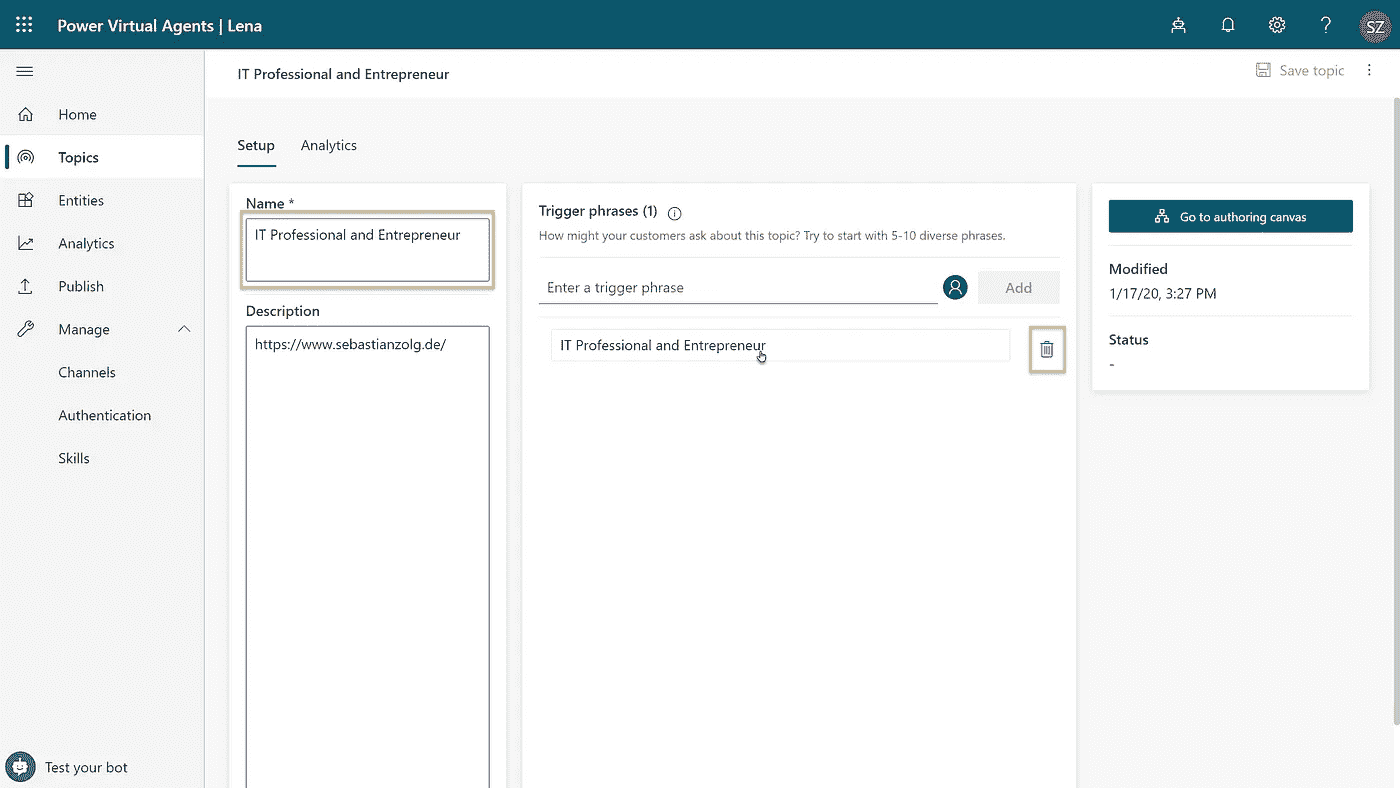 Power Virtual Agents | Lena
SZ
IT Professional and Entrepreneur
Save topic
Home
Topics
Entities
Analytics
Publish
Manage
Channels
Authentication
Skills
Test your bot
Setup
Analytics
Name *
IT Professional and Entrepreneur
Description
https://www.sebastianzolg.de/
Trigger phrases (1)
How might your customers ask about this topic? Try to start with 5-10 diverse phrases.
Enter a trigger phrase
Add
IT Professional and Entrepreneur
Go to authoring canvas
Modified
1/17/20, 3:27 PM
Status
-